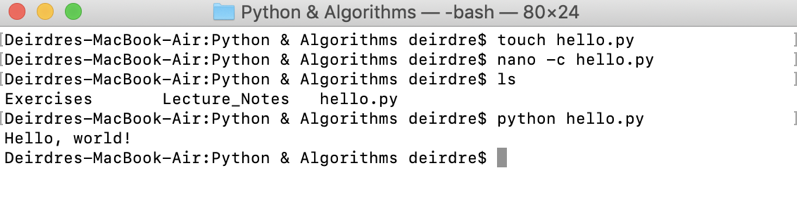 Python & Algorithms — -bash — 80×24
[Deirdres-MacBook-Air:Python & Algorithms deirdre$ touch hello.py ]
[Deirdres-MacBook-Air:Python & Algorithms deirdre$ nano -c hello.py ]
[Deirdres-MacBook-Air:Python & Algorithms deirdre$ ls ]
Exercises Lecture_Notes hello.py
[Deirdres-MacBook-Air:Python & Algorithms deirdre$ python hello.py ]
Hello, world!
Deirdres-MacBook-Air:Python & Algorithms deirdre$